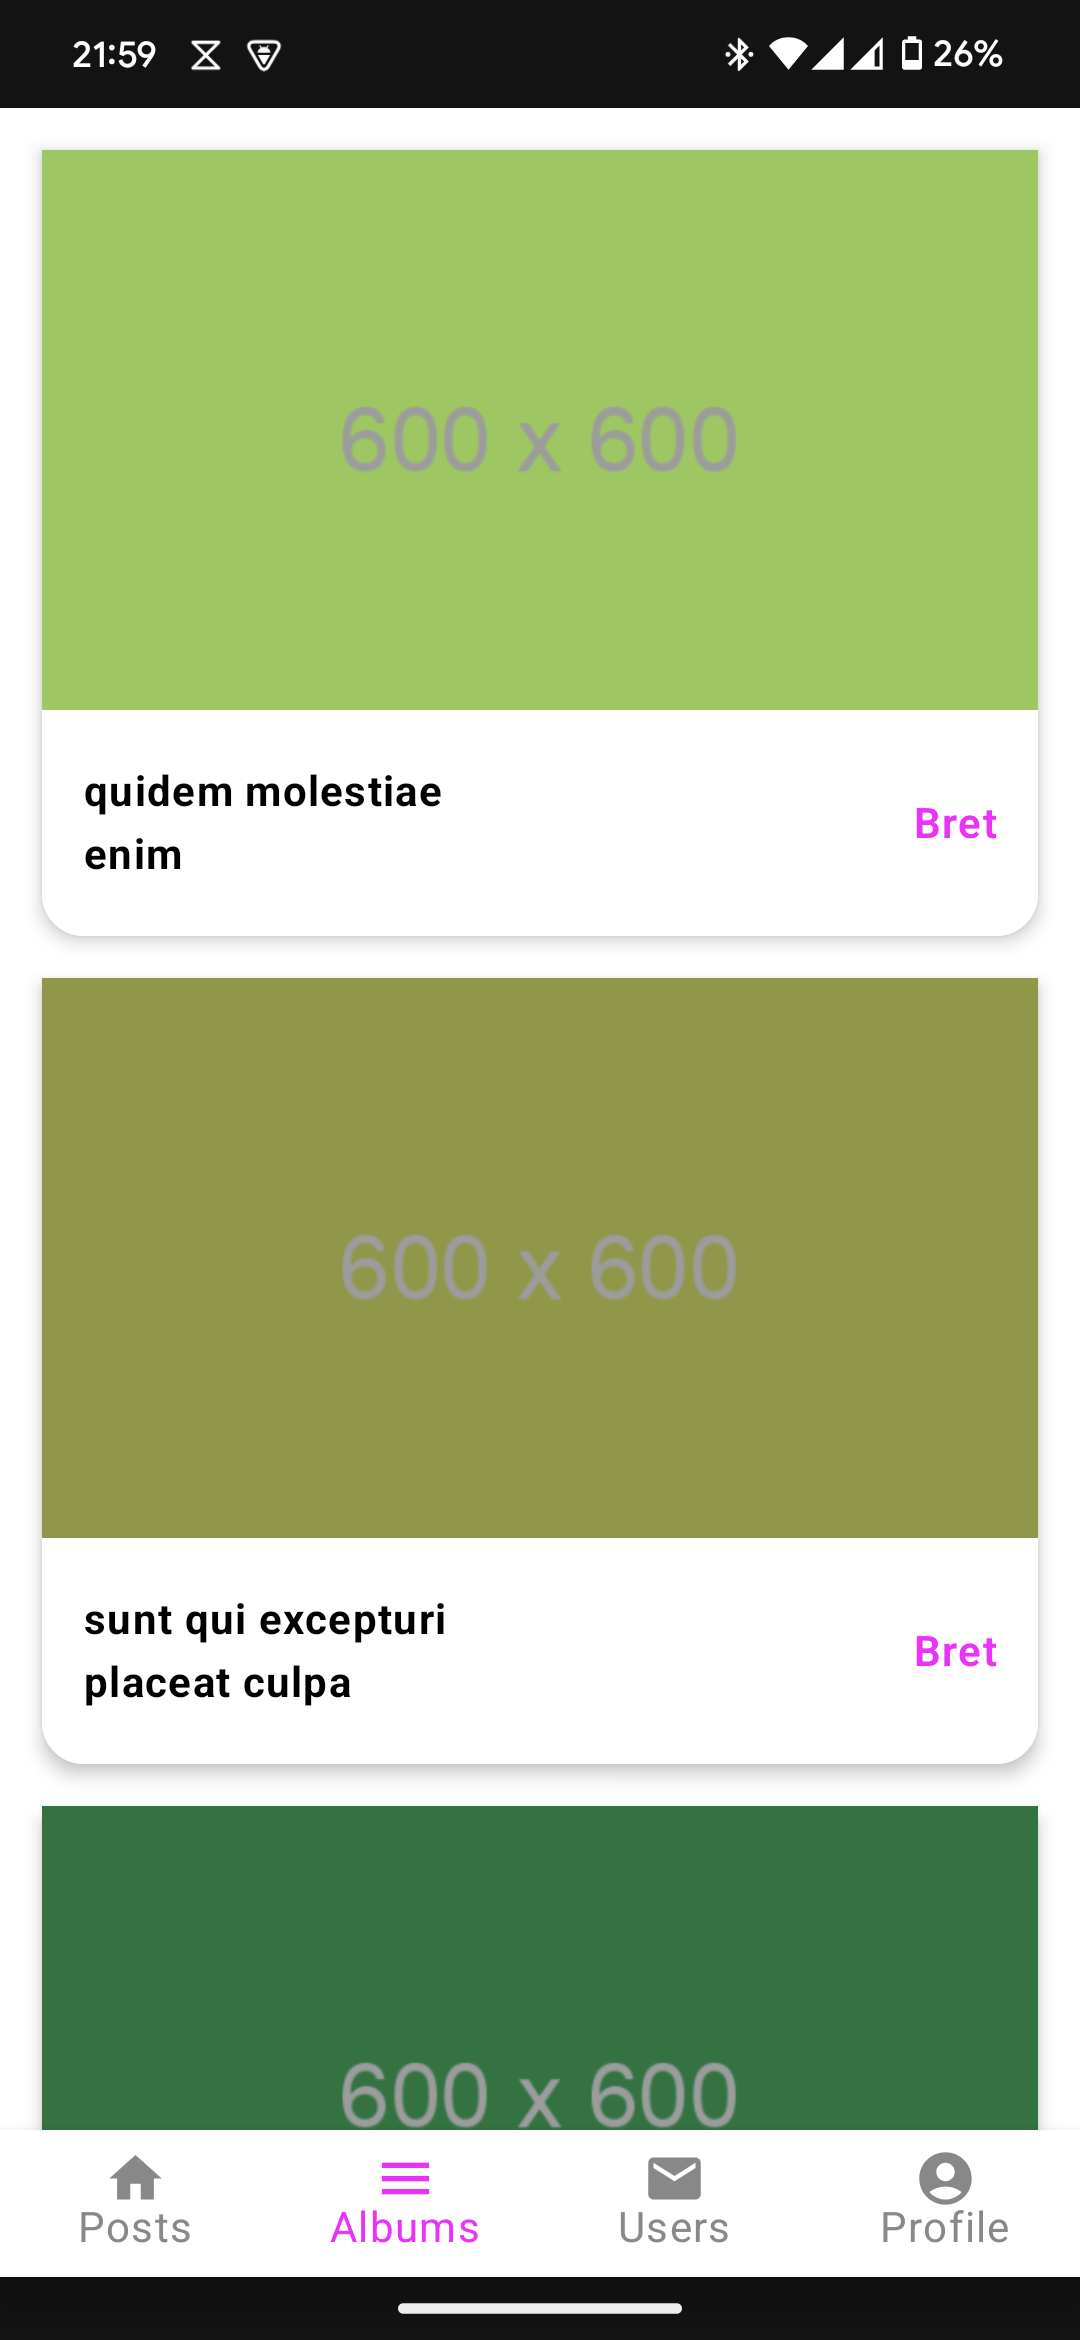 21:59 26%
600 x 600
quidem molestiae
enim
Bret
600 x 600
sunt qui excepturi
placeat culpa
Bret
600 x 600
Posts Albums Users Profile